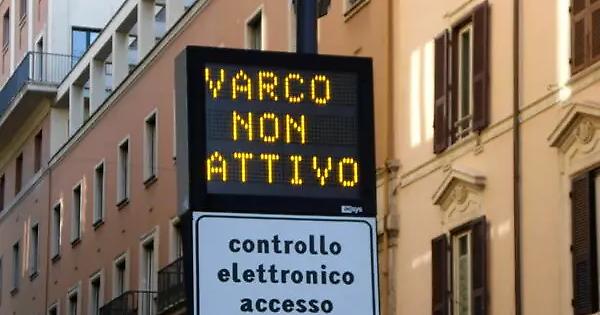 VARCO
NON
ATTIVO
controllo
elettronico
accesso